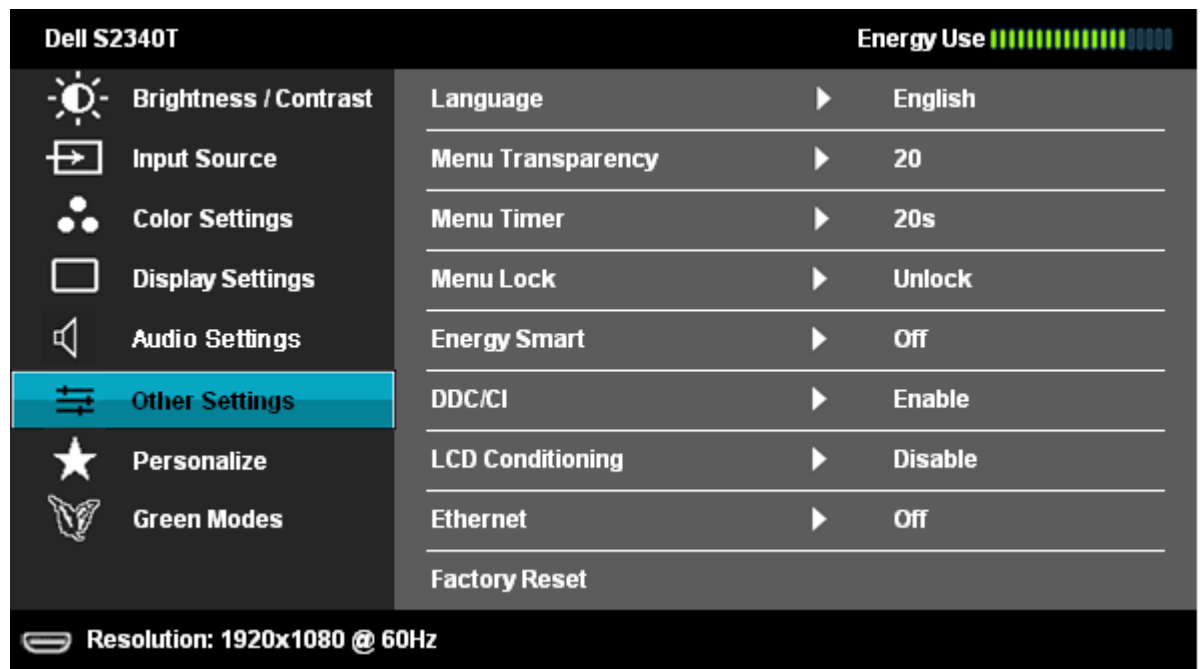 Dell S2340T Energy Use
Brightness / Contrast
Input Source
Color Settings
Display Settings
Audio Settings
Other Settings
Personalize
Green Modes
Language English
Menu Transparency 20
Menu Timer 20s
Menu Lock Unlock
Energy Smart Off
DDC/CI Enable
LCD Conditioning Disable
Ethernet Off
Factory Reset
Resolution: 1920x1080 @ 60Hz